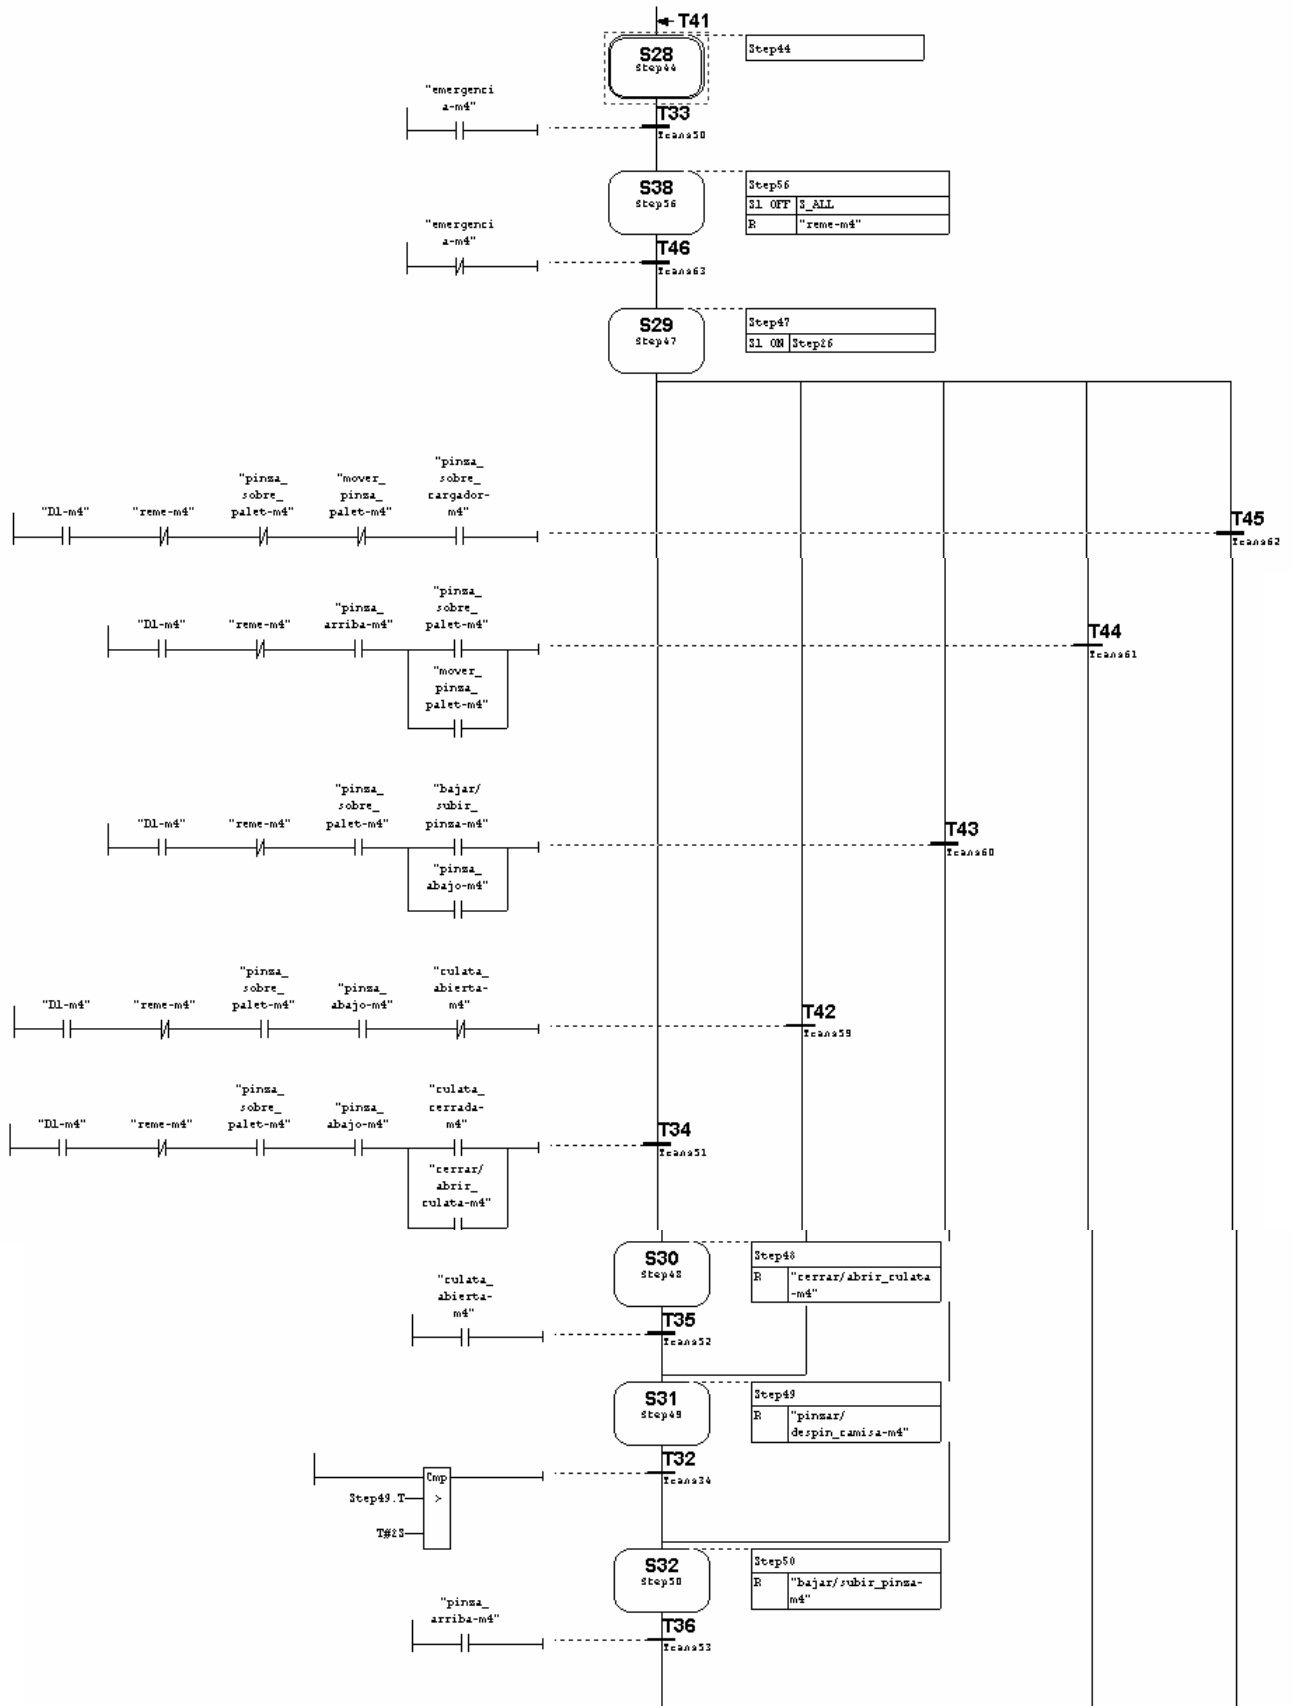 T41
S28
Step44
Step44
"emergenci
a-m4"
T33
Trans50
S38
Step56
Step56
S1 OFF S_ALL
R "reme-m4"
"emergenci
a-m4"
T46
Trans63
S29
Step47
Step47
S1 ON Step26
"D1-m4"
"reme-m4"
"pinza_
sobre_
palet-m4"
"mover_
pinza_
palet-m4"
"pinza_
sobre_
cargador-
m4"
T45
Trans62
"D1-m4"
"reme-m4"
"pinza_
arriba-m4"
"pinza_
sobre_
palet-m4"
T44
Trans61
"mover_
pinza_
palet-m4"
"D1-m4"
"reme-m4"
"pinza_
sobre_
palet-m4"
"bajar/
subir_
pinza-m4"
T43
Trans60
"pinza_
abajo-m4"
"D1-m4"
"reme-m4"
"pinza_
sobre_
palet-m4"
"pinza_
abajo-m4"
"culata_
abierta-
m4"
T42
Trans59
"D1-m4"
"reme-m4"
"pinza_
sobre_
palet-m4"
"pinza_
abajo-m4"
"culata_
cerrada-
m4"
T34
Trans51
"cerrar/
abrir_
culata-m4"
S30
Step48
Step48
R "cerrar/abrir_culata
-m4"
"culata_
abierta-
m4"
T35
Trans52
S31
Step49
Step49
R "pinzar/
despin_camisa-m4"
T32
Trans34
Cmp
Step49.T
>
T#2S
S32
Step50
Step50
R "bajar/subir_pinza-
m4"
"pinza_
arriba-m4"
T36
Trans53